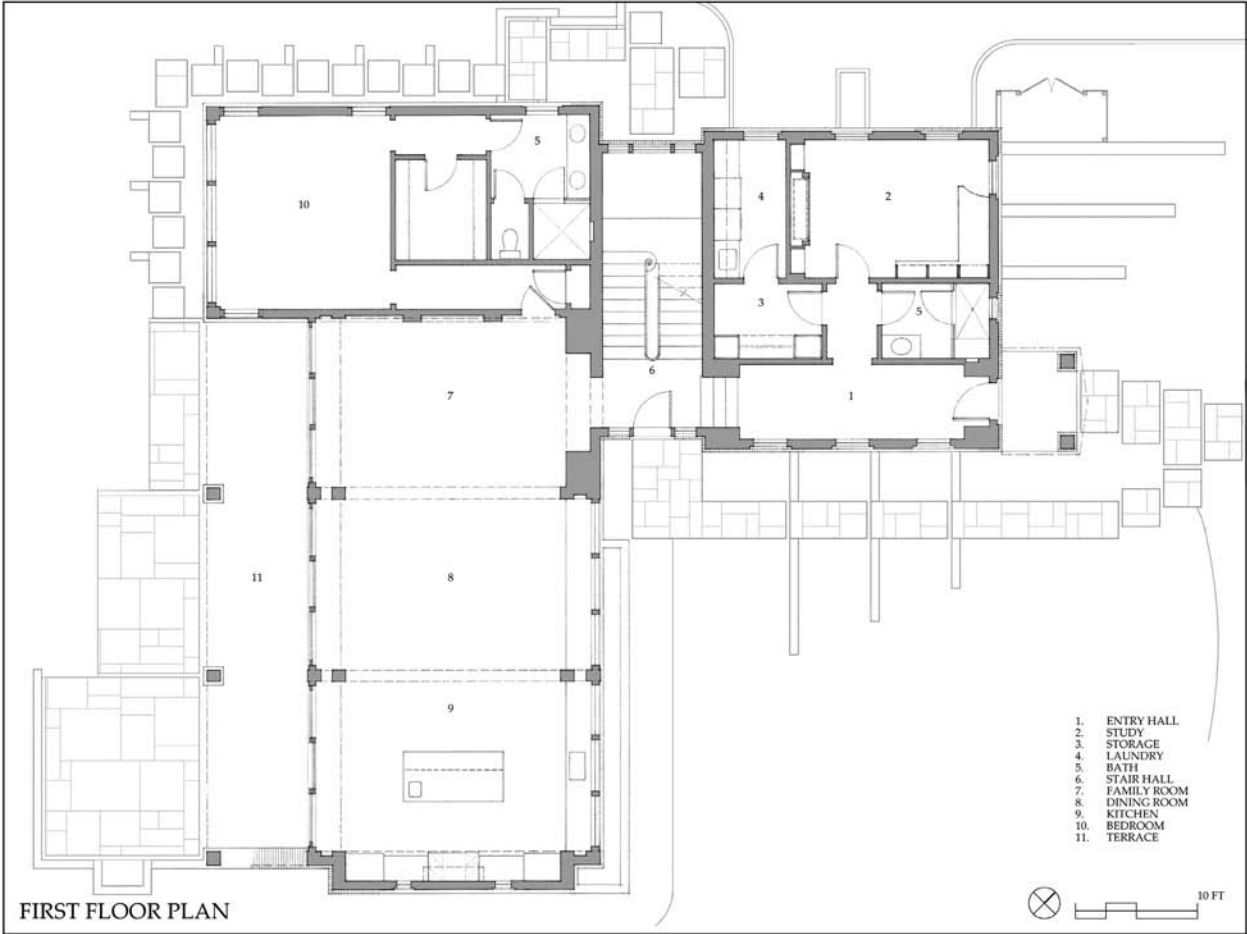 5
10
4
2
3
5
6
7
1
11
8
9
1. ENTRY HALL
2. STUDY
3. STORAGE
4. LAUNDRY
5. BATH
6. STAIR HALL
7. FAMILY ROOM
8. DINING ROOM
9. KITCHEN
10. BEDROOM
11. TERRACE
10 FT
FIRST FLOOR PLAN